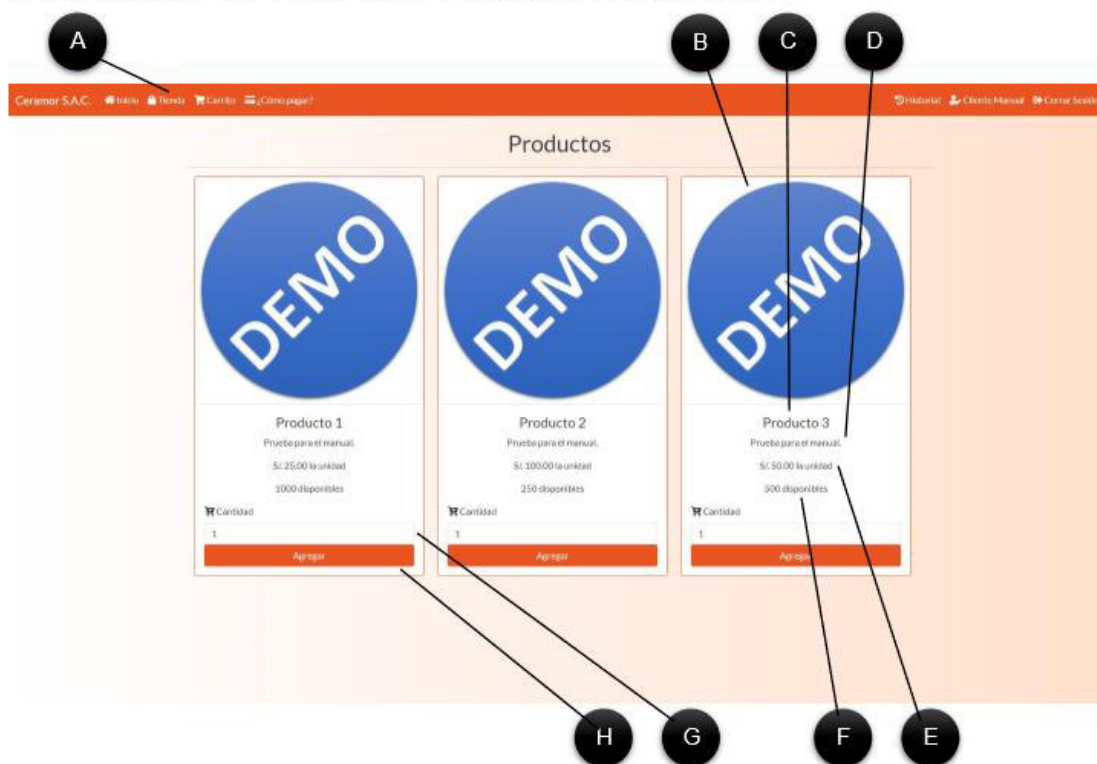 A
B
C
D
Ceramor S.A.C. Inicio Tienda Carrito ¿Cómo pagar? Historial Cliente Manual Cerrar Sesión
Productos
DEMO
DEMO
DEMO
Producto 1
Prueba para el manual.
S/. 25.00 la unidad
1000 disponibles
Cantidad
1
Agregar
Producto 2
Prueba para el manual.
S/. 100.00 la unidad
250 disponibles
Cantidad
1
Agregar
Producto 3
Prueba para el manual.
S/. 50.00 la unidad
500 disponibles
Cantidad
1
Agregar
H
G
F
E